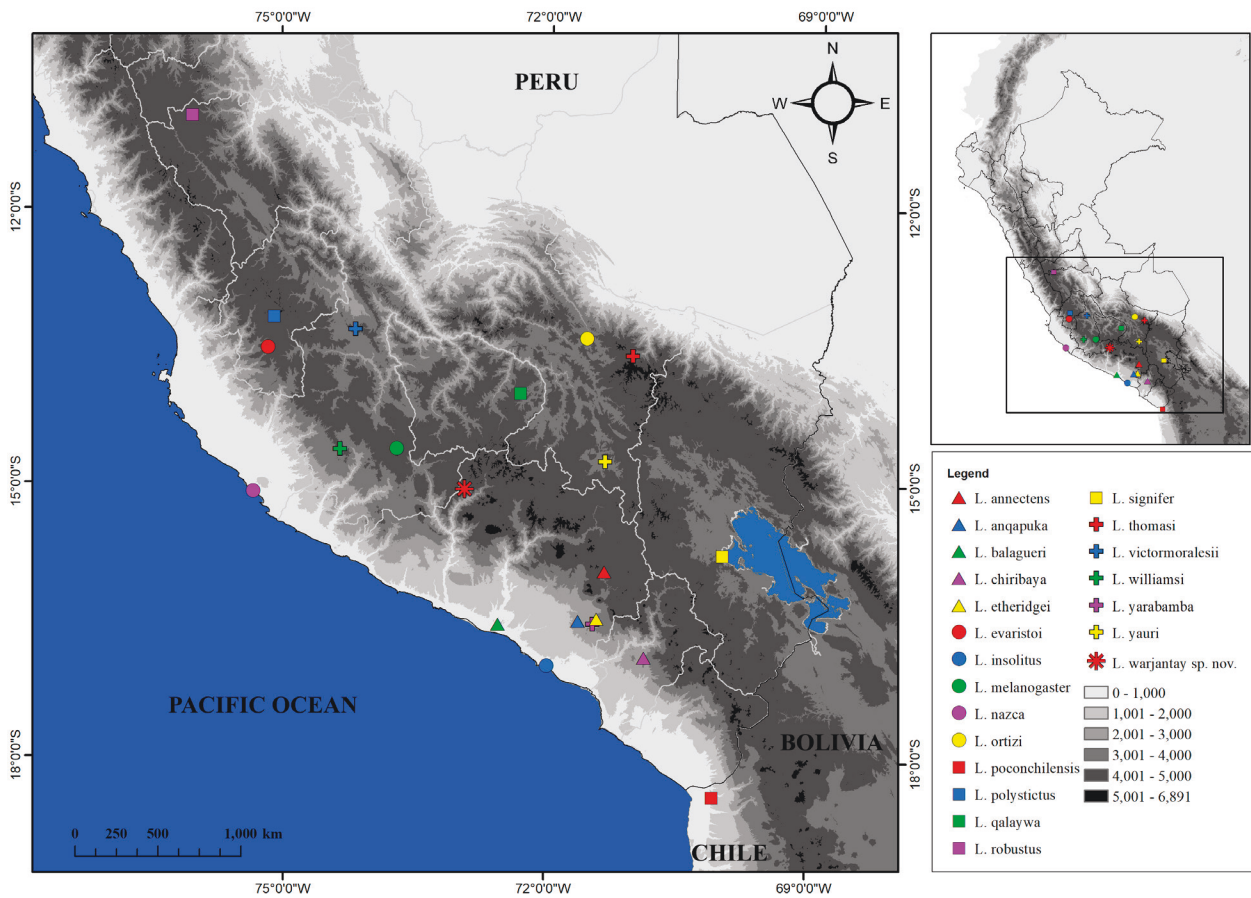 75°0'0"W
72°0'0"W
69°0'0"W
PERU
N
W
E
S
12°0'0"S
12°0'0"S
15°0'0"S
15°0'0"S
18°0'0"S
18°0'0"S
PACIFIC OCEAN
BOLIVIA
CHILE
0 250 500 1,000 km
75°0'0"W
72°0'0"W
69°0'0"W
Legend
L. annectens
L. anqapuka
L. balagueri
L. chiribaya
L. etheridgei
L. evaristoi
L. insolitus
L. melanogaster
L. nazca
L. ortizi
L. poconchilensis
L. polystictus
L. qalaywa
L. robustus
L. signifer
L. thomasi
L. victormoralesii
L. williamsi
L. yarabamba
L. yauri
L. warjantay sp. nov.
0 - 1,000
1,001 - 2,000
2,001 - 3,000
3,001 - 4,000
4,001 - 5,000
5,001 - 6,891